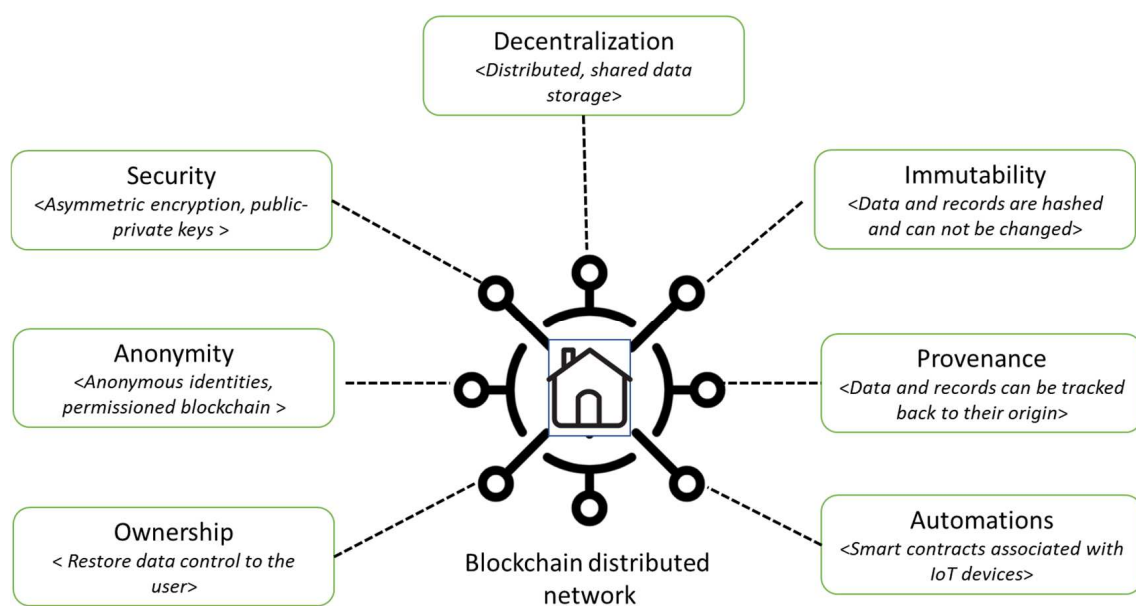 Decentralization
<Distributed, shared data
storage>
Security
<Asymmetric encryption, public-
private keys >
Immutability
<Data and records are hashed
and can not be changed>
Anonymity
<Anonymous identities,
permissioned blockchain >
Provenance
<Data and records can be tracked
back to their origin>
Ownership
< Restore data control to the
user>
Automations
<Smart contracts associated with
IoT devices>
Blockchain distributed
network